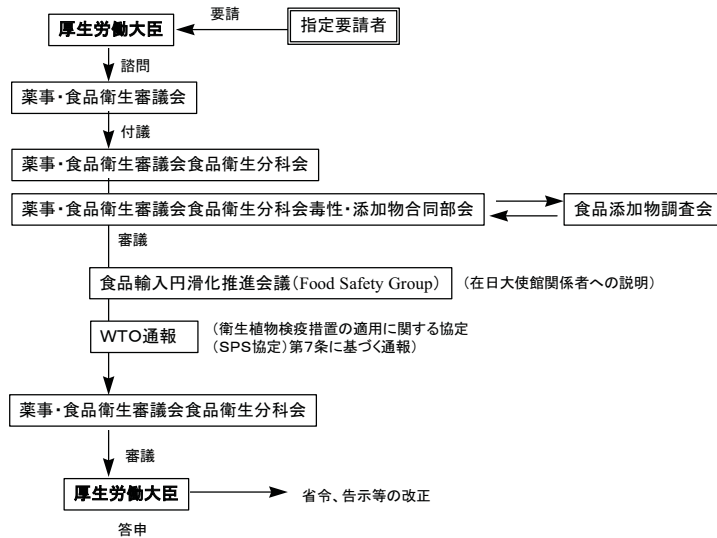 要請
厚生労働大臣
指定要請者
諮問
薬事・食品衛生審議会
付議
薬事・食品衛生審議会食品衛生分科会
薬事・食品衛生審議会食品衛生分科会毒性・添加物合同部会
食品添加物調査会
審議
食品輸入円滑化推進会議(Food Safety Group)
(在日大使館関係者への説明)
WTO通報
(衛生植物検疫措置の適用に関する協定
(SPS協定)第7条に基づく通報)
薬事・食品衛生審議会食品衛生分科会
審議
厚生労働大臣
省令、告示等の改正
答申